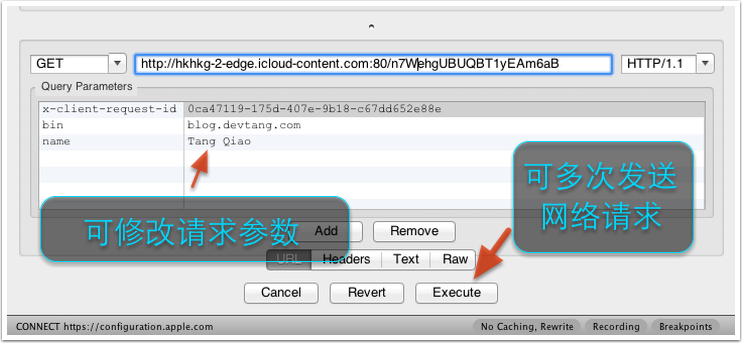 GET http://hkhkg-2-edge.icloud-content.com:80/n7WehgUBUQBT1yEAm6aB HTTP/1.1
Query Parameters
x-client-request-id 0ca47119-175d-407e-9b18-c67dd652e88e
bin blog.devtang.com
name Tang Qiao
可多次发送
网络请求
可修改请求参数
Add Remove
URL Headers Text Raw
Cancel Revert Execute
CONNECT https://configuration.apple.com No Caching, Rewrite Recording Breakpoints